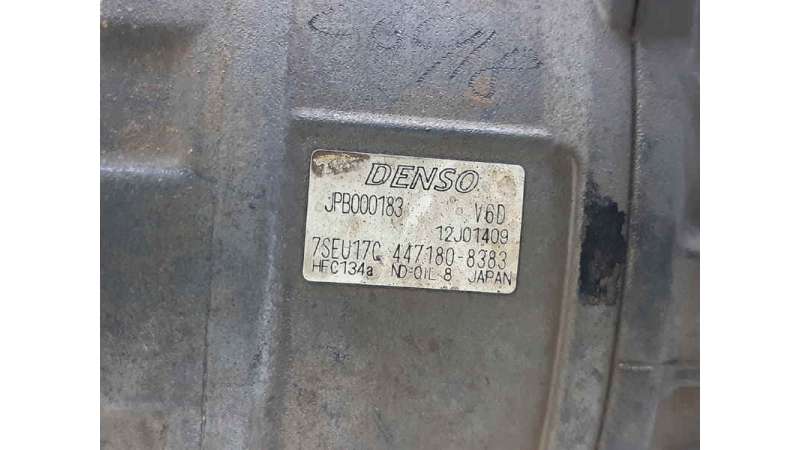 DENSO
JPB000183 V6D
12J01409
7SEU17C 447180-8383
HFC134a ND-OIL 8 JAPAN